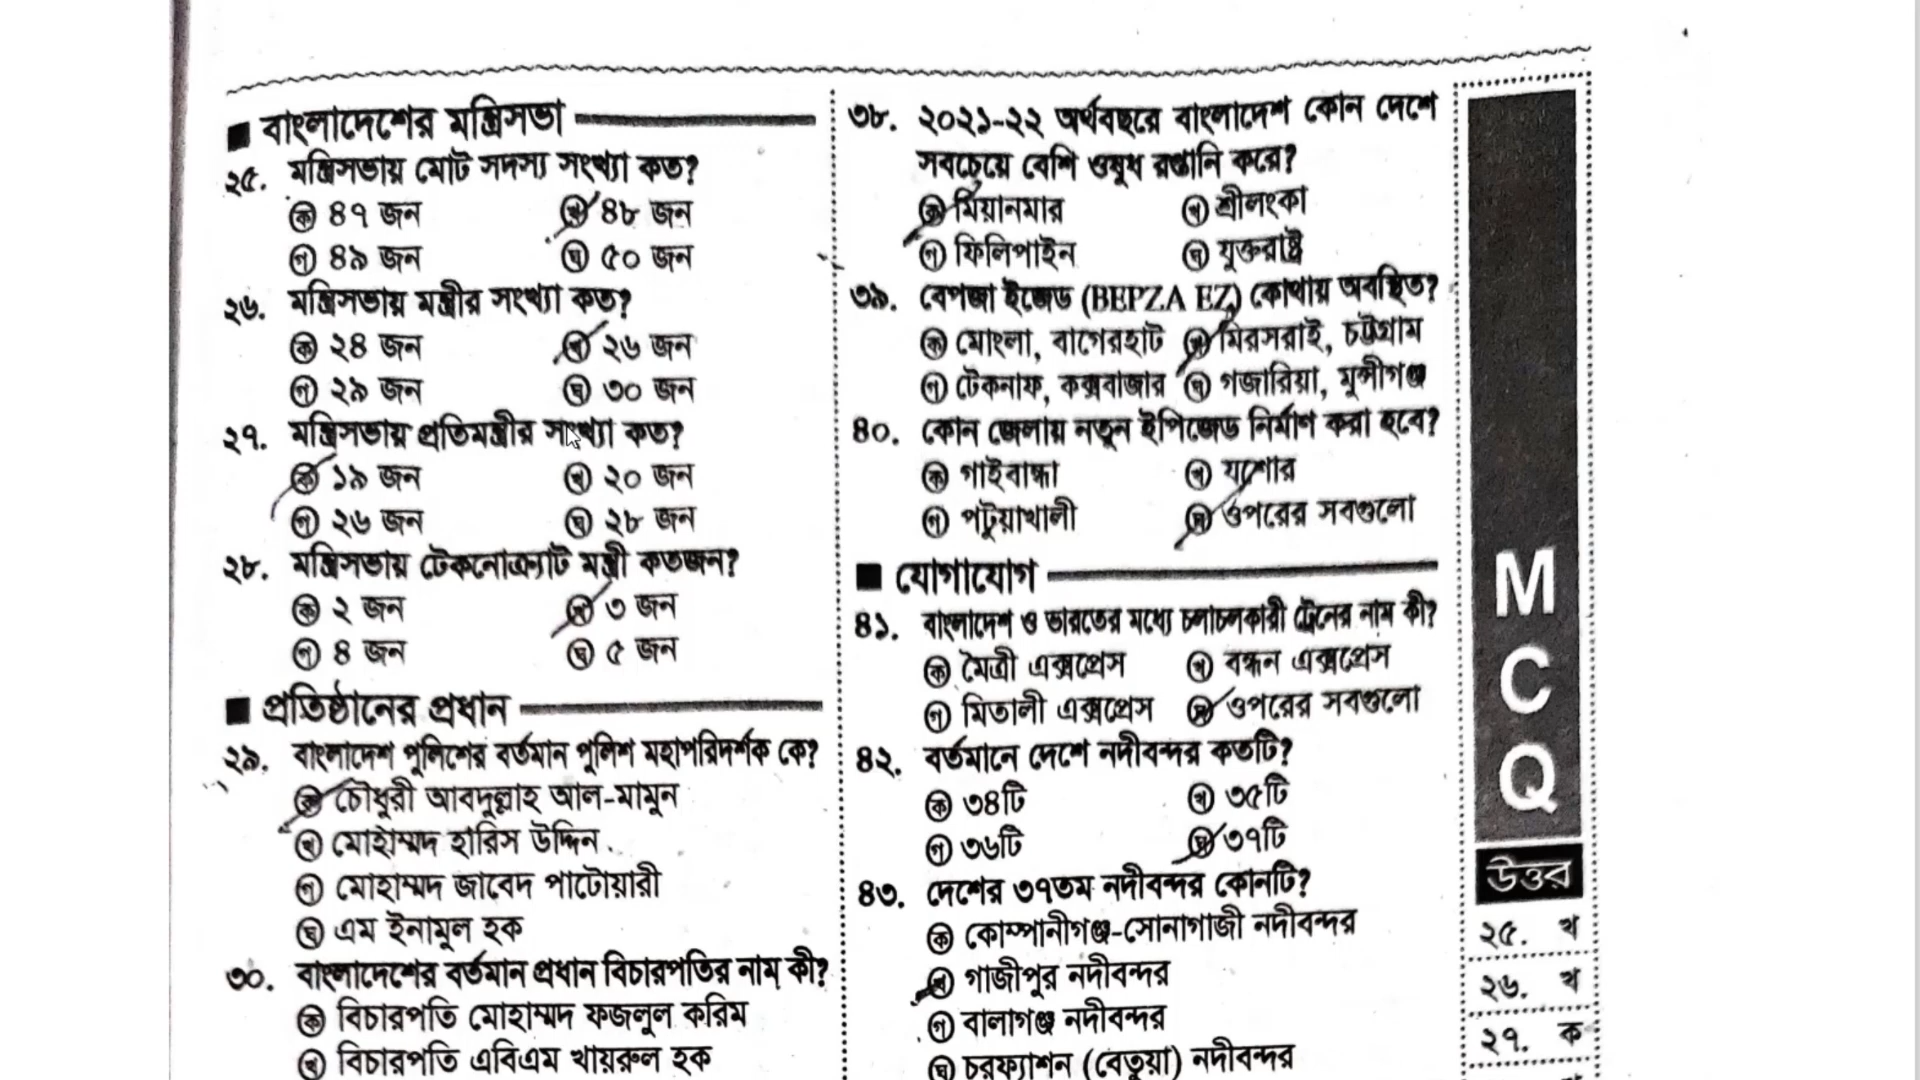 ■ বাংলাদেশের মন্ত্রিসভা
২৫. মন্ত্রিসভায় মোট সদস্য সংখ্যা কত?
ক ৪৭ জন খ ৪৮ জন
গ ৪৯ জন ঘ ৫০ জন
২৬. মন্ত্রিসভায় মন্ত্রীর সংখ্যা কত?
ক ২৪ জন খ ২৬ জন
গ ২৯ জন ঘ ৩০ জন
২৭. মন্ত্রিসভায় প্রতিমন্ত্রীর সংখ্যা কত?
ক ১৯ জন খ ২০ জন
গ ২৬ জন ঘ ২৮ জন
২৮. মন্ত্রিসভায় টেকনোক্র্যাট মন্ত্রী কতজন?
ক ২ জন খ ৩ জন
গ ৪ জন ঘ ৫ জন
■ প্রতিষ্ঠানের প্রধান
২৯. বাংলাদেশ পুলিশের বর্তমান পুলিশ মহাপরিদর্শক কে?
ক চৌধুরী আবদুল্লাহ আল-মামুন
খ মোহাম্মদ হারিস উদ্দিন
গ মোহাম্মদ জাবেদ পাটোয়ারী
ঘ এম ইনামুল হক
৩০. বাংলাদেশের বর্তমান প্রধান বিচারপতির নাম কী?
ক বিচারপতি মোহাম্মদ ফজলুল করিম
খ বিচারপতি এবিএম খায়রুল হক
৩৮. ২০২১-২২ অর্থবছরে বাংলাদেশ কোন দেশে
সবচেয়ে বেশি ওষুধ রপ্তানি করে?
ক মিয়ানমার খ শ্রীলংকা
গ ফিলিপাইন ঘ যুক্তরাষ্ট্র
৩৯. বেপজা ইজেড (BEPZA EZ) কোথায় অবস্থিত?
ক মোংলা, বাগেরহাট খ মিরসরাই, চট্টগ্রাম
গ টেকনাফ, কক্সবাজার ঘ গজারিয়া, মুন্সীগঞ্জ
৪০. কোন জেলায় নতুন ইপিজেড নির্মাণ করা হবে?
ক গাইবান্ধা খ যশোর
গ পটুয়াখালী ঘ ওপরের সবগুলো
■ যোগাযোগ
৪১. বাংলাদেশ ও ভারতের মধ্যে চলাচলকারী ট্রেনের নাম কী?
ক মৈত্রী এক্সপ্রেস খ বন্ধন এক্সপ্রেস
গ মিতালী এক্সপ্রেস ঘ ওপরের সবগুলো
৪২. বর্তমানে দেশে নদীবন্দর কতটি?
ক ৩৪টি খ ৩৫টি
গ ৩৬টি ঘ ৩৭টি
৪৩. দেশের ৩৭তম নদীবন্দর কোনটি?
ক কোম্পানীগঞ্জ-সোনাগাজী নদীবন্দর
খ গাজীপুর নদীবন্দর
গ বালাগঞ্জ নদীবন্দর
ঘ চরফ্যাশন (বেতুয়া) নদীবন্দর
M
C
Q
উত্তর
২৫. খ
২৬. খ
২৭. ক